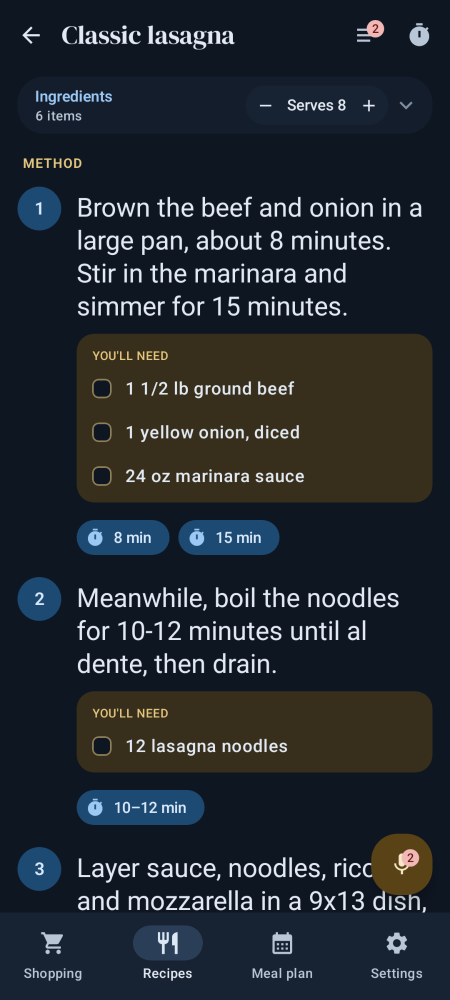 Classic lasagna
2
Ingredients
6 items
− Serves 8 +
METHOD
1
Brown the beef and onion in a
large pan, about 8 minutes.
Stir in the marinara and
simmer for 15 minutes.
YOU'LL NEED
1 1/2 lb ground beef
1 yellow onion, diced
24 oz marinara sauce
8 min
15 min
2
Meanwhile, boil the noodles
for 10-12 minutes until al
dente, then drain.
YOU'LL NEED
12 lasagna noodles
10–12 min
3
Layer sauce, noodles,
and mozzarella in a 9x13 dish,
2
Shopping
Recipes
Meal plan
Settings